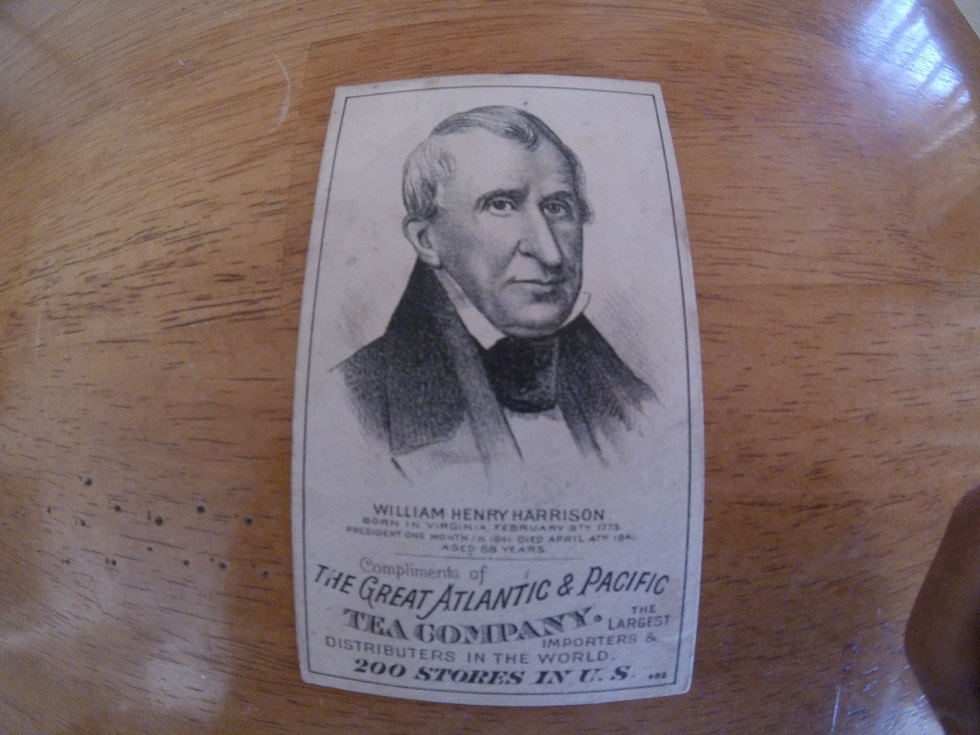 WILLIAM HENRY HARRISON
BORN IN VIRGINIA, FEBRUARY 9TH 1773.
PRESIDENT ONE MONTH IN 1841 DIED APRIL 4TH 1841.
AGED 68 YEARS.
Compliments of
THE GREAT ATLANTIC & PACIFIC
TEA COMPANY. THE LARGEST
IMPORTERS &
DISTRIBUTERS IN THE WORLD.
200 STORES IN U. S.